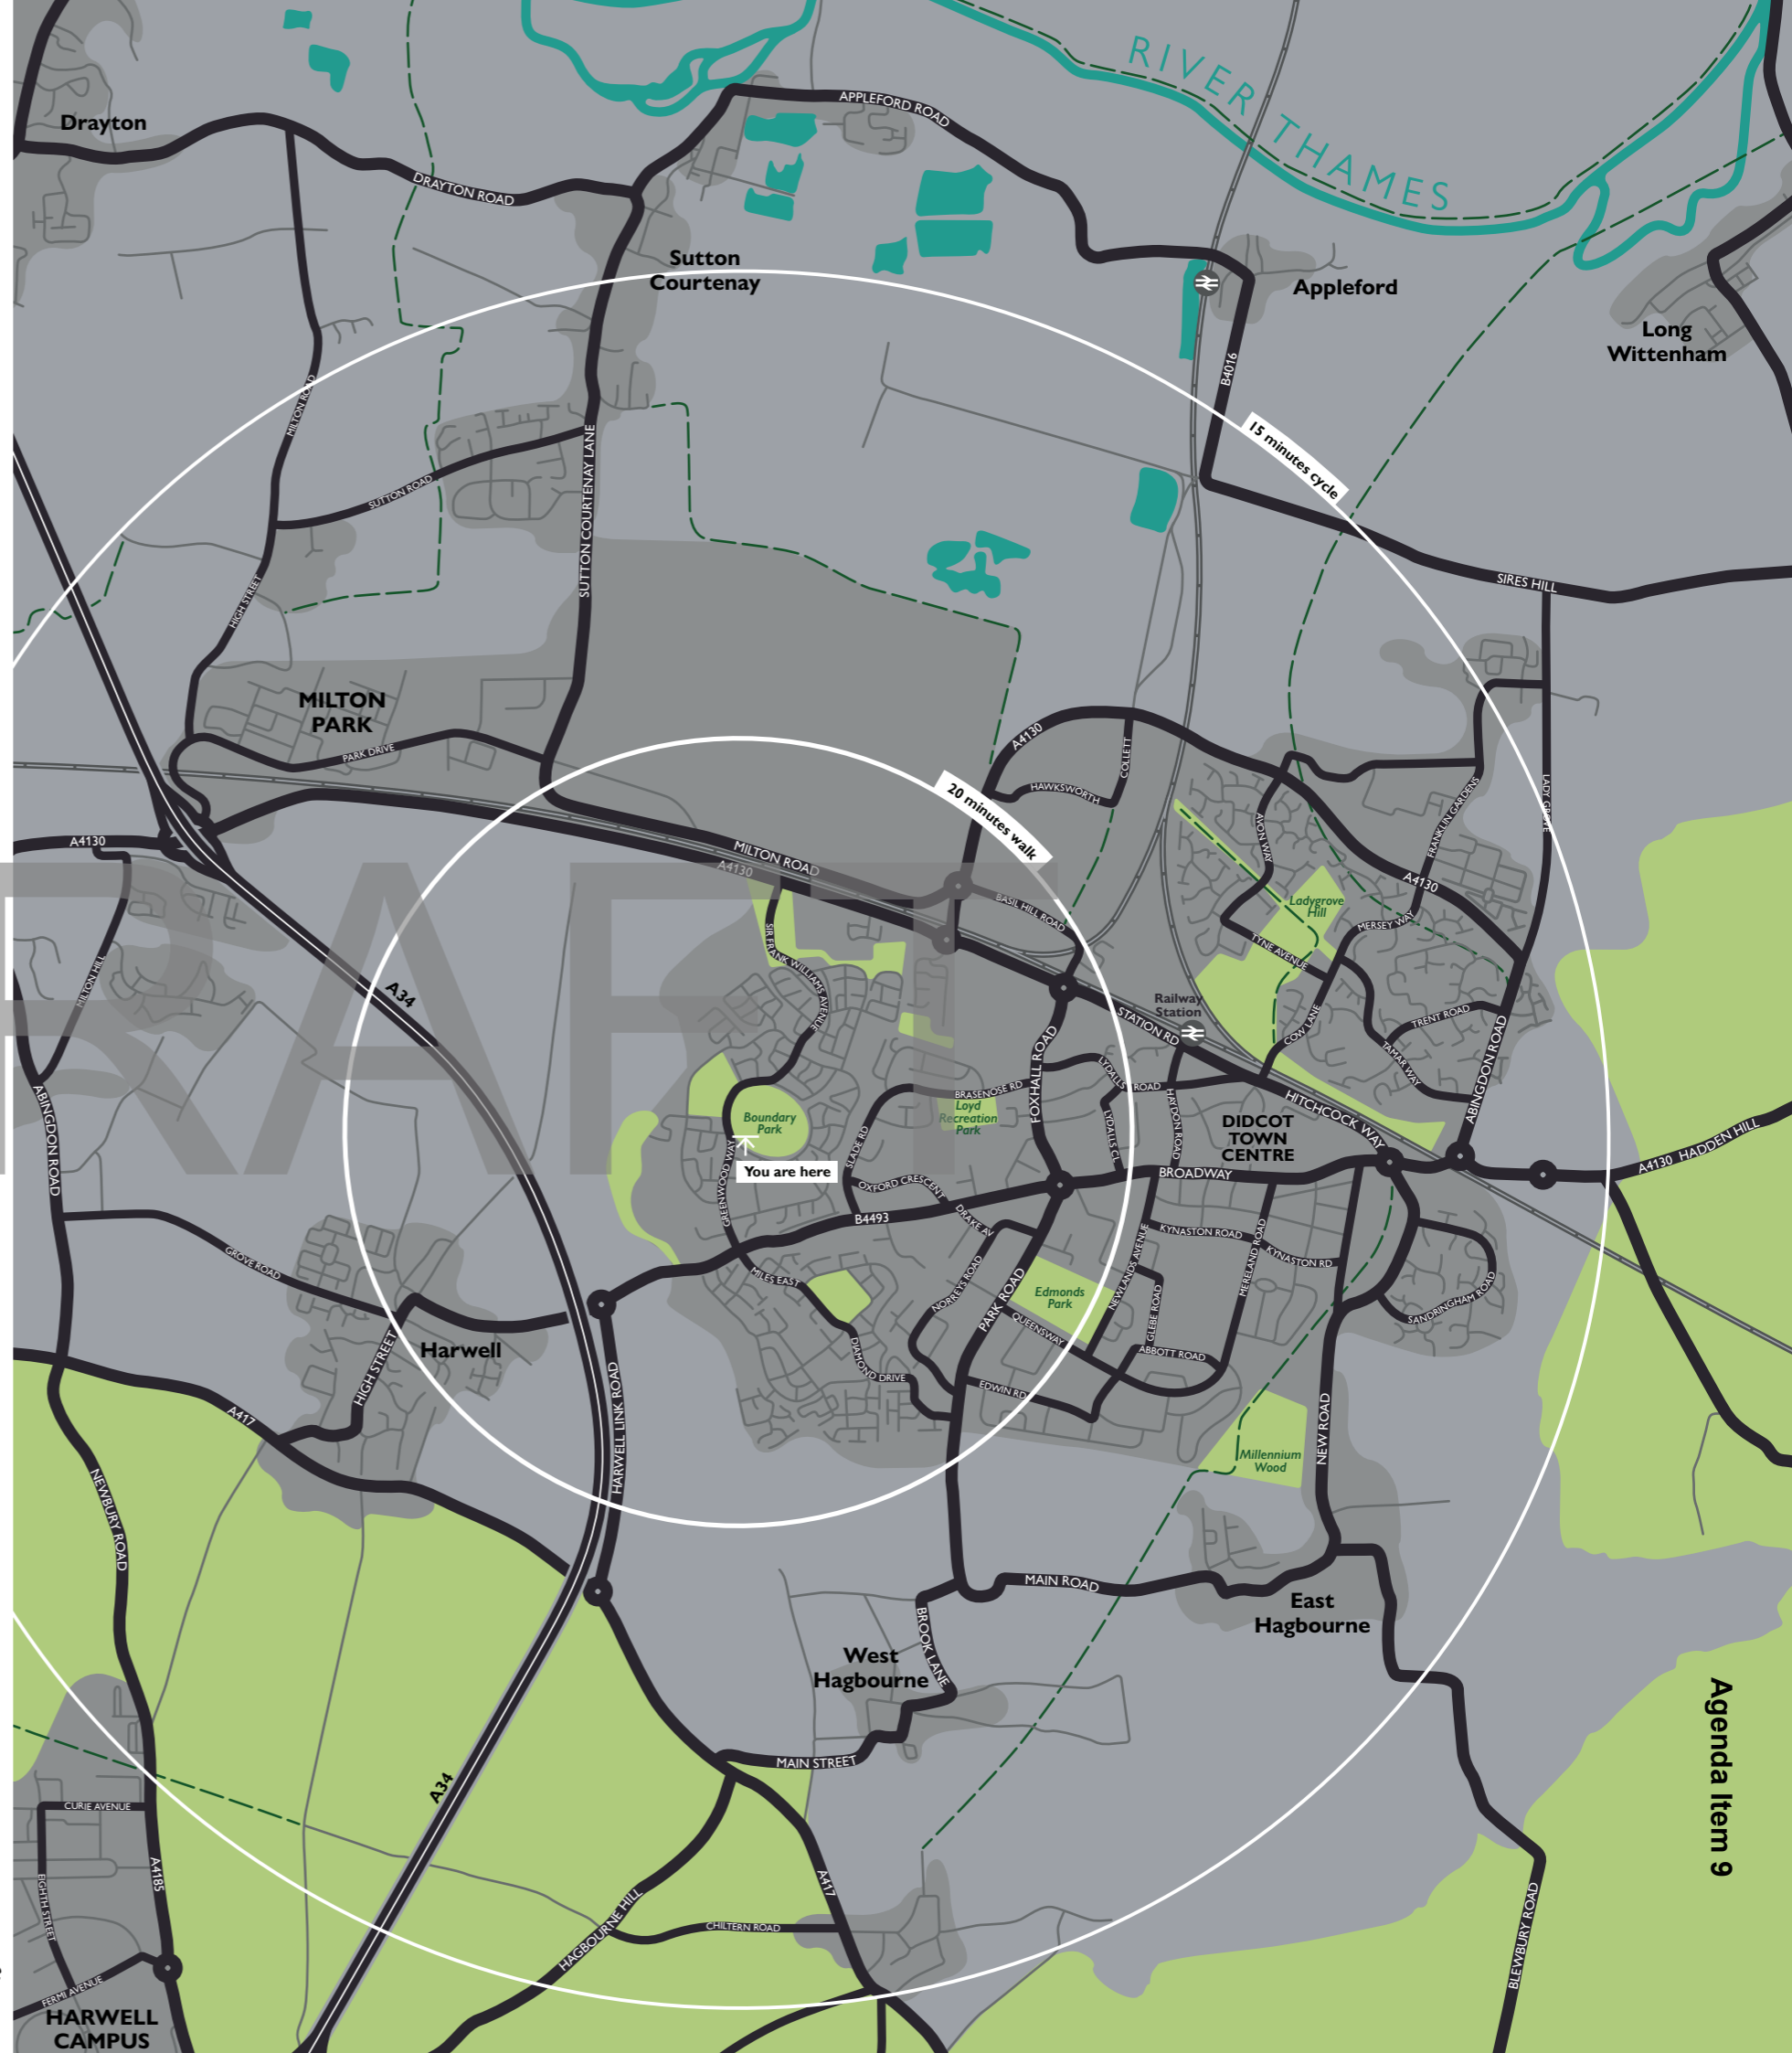 RIVER THAMES
Drayton
APPLEFORD ROAD
DRAYTON ROAD
Sutton
Courtenay
Appleford
Long
Wittenham
B4016
MILTON ROAD
15 minutes cycle
SUTTON ROAD
SUTTON COURTENAY LANE
SIRES HILL
HIGH STREET
MILTON
PARK
PARK DRIVE
A4130
COLLETT
HAWKSWORTH
20 minutes walk
LADY GROVE
FRANKLIN GARDENS
AVON WAY
A4130
MILTON ROAD
A4130
A4130
BASIL HILL ROAD
Ladygrove
Hill
MERSEY WAY
TYNE AVENUE
SIR FRANK WILLIAMS AVENUE
MILTON HILL
A34
Railway
Station
STATION RD
COW LANE
TRENT ROAD
TAMAR WAY
ABINGDON ROAD
FOXHALL ROAD
LYDALLS ROAD
BRASENOSE RD
Loyd
Recreation
Park
HAYDON ROAD
LYDALLS CL
HITCHCOCK WAY
DIDCOT
TOWN
CENTRE
ABINGDON ROAD
Boundary
Park
You are here
SLADE RD
GREENWOOD WAY
OXFORD CRESCENT
BROADWAY
A4130 HADDEN HILL
B4493
DRAKE AV
KYNASTON ROAD
KYNASTON RD
MERELAND ROAD
NEWLANDS AVENUE
GROVE ROAD
MILES EAST
NORREYS ROAD
PARK ROAD
Edmonds
Park
GLEBE ROAD
SANDRINGHAM ROAD
QUEENSWAY
ABBOTT ROAD
Harwell
HIGH STREET
DIAMOND DRIVE
EDWIN RD
HARWELL LINK ROAD
A417
NEW ROAD
Millennium
Wood
NEWBURY ROAD
MAIN ROAD
East
Hagbourne
BROOK LANE
West
Hagbourne
MAIN STREET
Agenda Item 9
A34
CURIE AVENUE
A4185
EIGHTH STREET
A417
HAGBOURNE HILL
CHILTERN ROAD
BLEWBURY ROAD
FERMI AVENUE
HARWELL
CAMPUS
RAFT